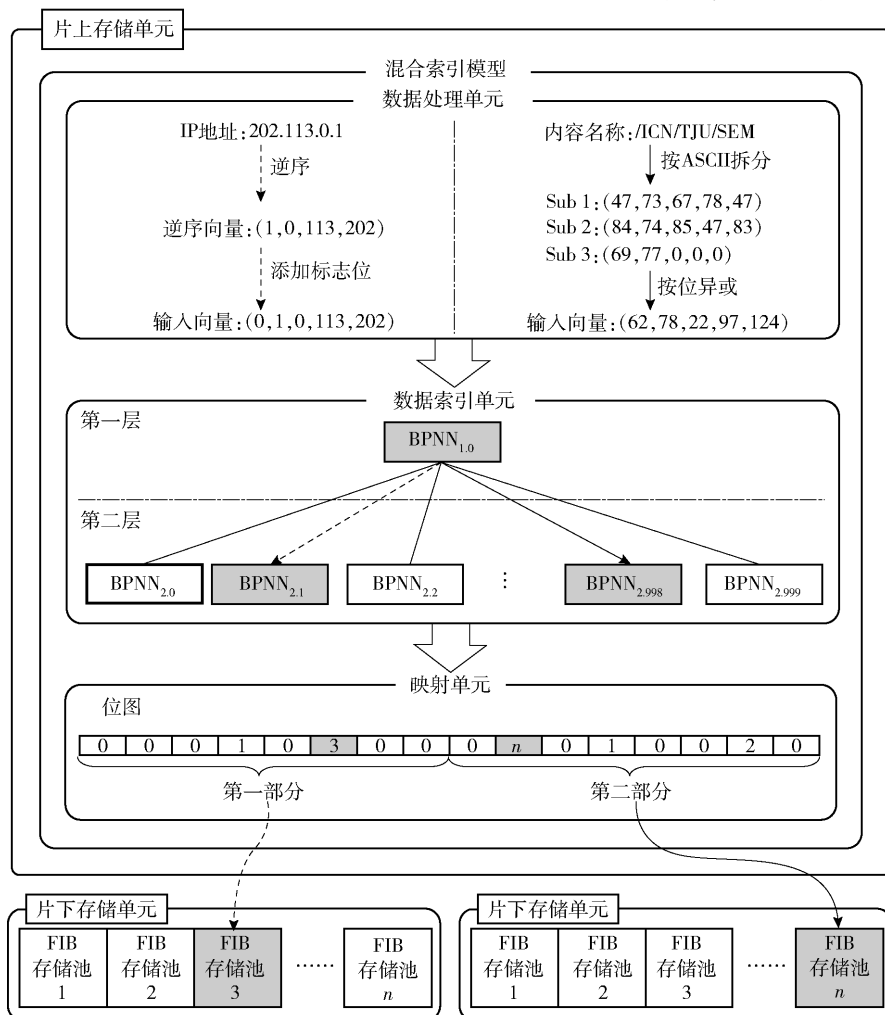 片上存储单元
混合索引模型
数据处理单元
IP地址:202.113.0.1
逆序
逆序向量:(1,0,113,202)
添加标志位
输入向量:(0,1,0,113,202)
内容名称:/ICN/TJU/SEM
按ASCII拆分
Sub 1:(47,73,67,78,47)
Sub 2:(84,74,85,47,83)
Sub 3:(69,77,0,0,0)
按位异或
输入向量:(62,78,22,97,124)
数据索引单元
第一层
BPNN1.0
第二层
BPNN2.0 BPNN2.1 BPNN2.2 ⋮ BPNN2.998 BPNN2.999
映射单元
位图
0 0 0 1 0 3 0 0 0 n 0 1 0 0 2 0
第一部分 第二部分
片下存储单元
FIB FIB FIB FIB
存储池 存储池 存储池 …… 存储池
1 2 3 n
片下存储单元
FIB FIB FIB FIB
存储池 存储池 存储池 …… 存储池
1 2 3 n